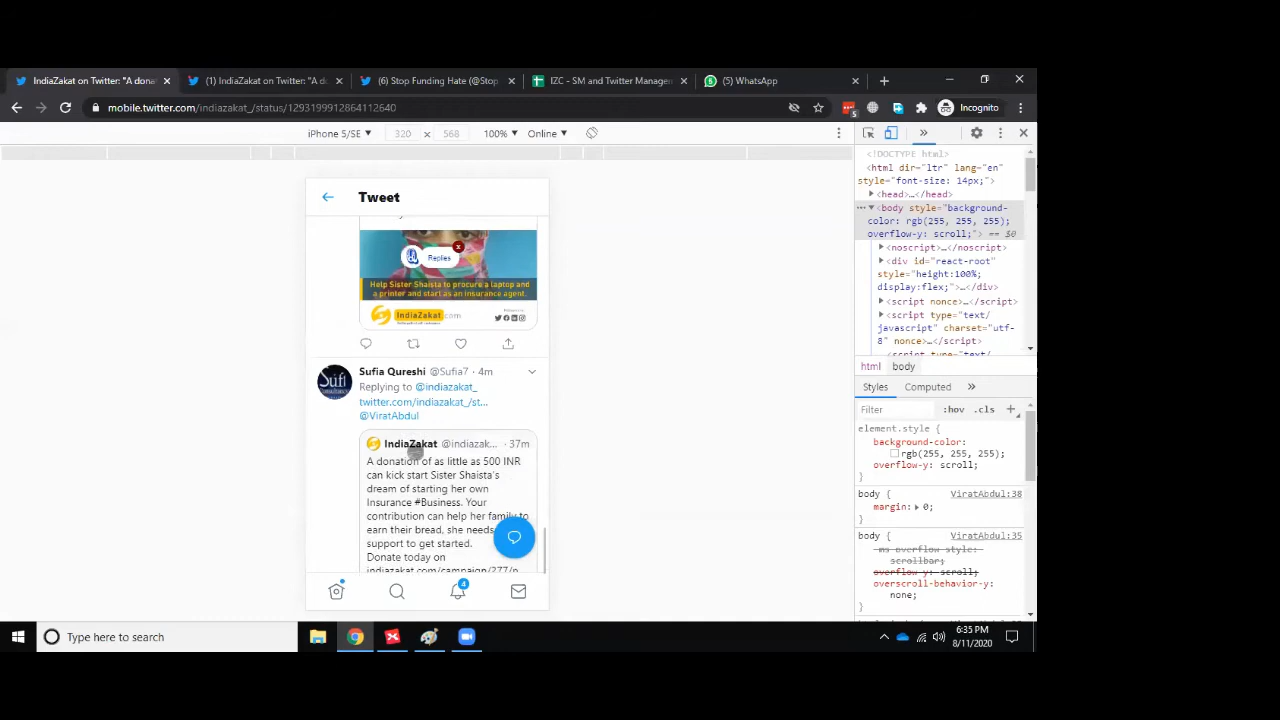 IndiaZakat on Twitter: "A dona
(1) IndiaZakat on Twitter: "A d
(6) Stop Funding Hate (@Stop
IZC - SM and Twitter Manage
(5) WhatsApp
mobile.twitter.com/indiazakat_/status/1293199912864112640
5
Incognito
iPhone 5/SE
320 × 568
100%
Online
Tweet
Replies
x
Help Sister Shaista to procure a laptop and
a printer and start as an insurance agent.
IndiaZakat.com
Sufi
Sufia Qureshi @Sufia7 · 4m
Replying to @indiazakat_
twitter.com/indiazakat_/st...
@ViratAbdul
IndiaZakat @indiazak... · 37m
A donation of as little as 500 INR
can kick start Sister Shaista's
dream of starting her own
Insurance #Business. Your
contribution can help her family to
earn their bread, she needs
support to get started.
Donate today on
indiazakat.com/campaign/277/p
4
<!DOCTYPE html>
<html dir="ltr" lang="en"
style="font-size: 14px;">
<head>…</head>
<body style="background-
color: rgb(255, 255, 255);
overflow-y: scroll;"> == $0
<noscript>…</noscript>
<div id="react-root"
style="height:100%;
display:flex;">…</div>
<script nonce>…</script>
<script type="text/
javascript" charset="utf-
8" nonce>…</script>
html body
Styles Computed »
Filter :hov .cls +
element.style {
background-color:
rgb(255, 255, 255);
overflow-y: scroll;
}
body { ViratAbdul:38
margin: 0;
}
body { ViratAbdul:35
-ms-overflow-style:
scrollbar;
overflow-y: scroll;
overscroll-behavior-y:
none;
}
Type here to search
6:35 PM
8/11/2020